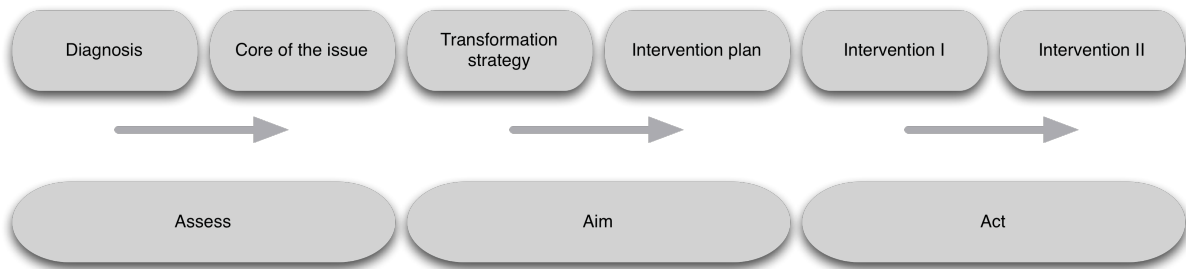 Diagnosis
Core of the issue
Transformation
strategy
Intervention plan
Intervention I
Intervention II
Assess
Aim
Act